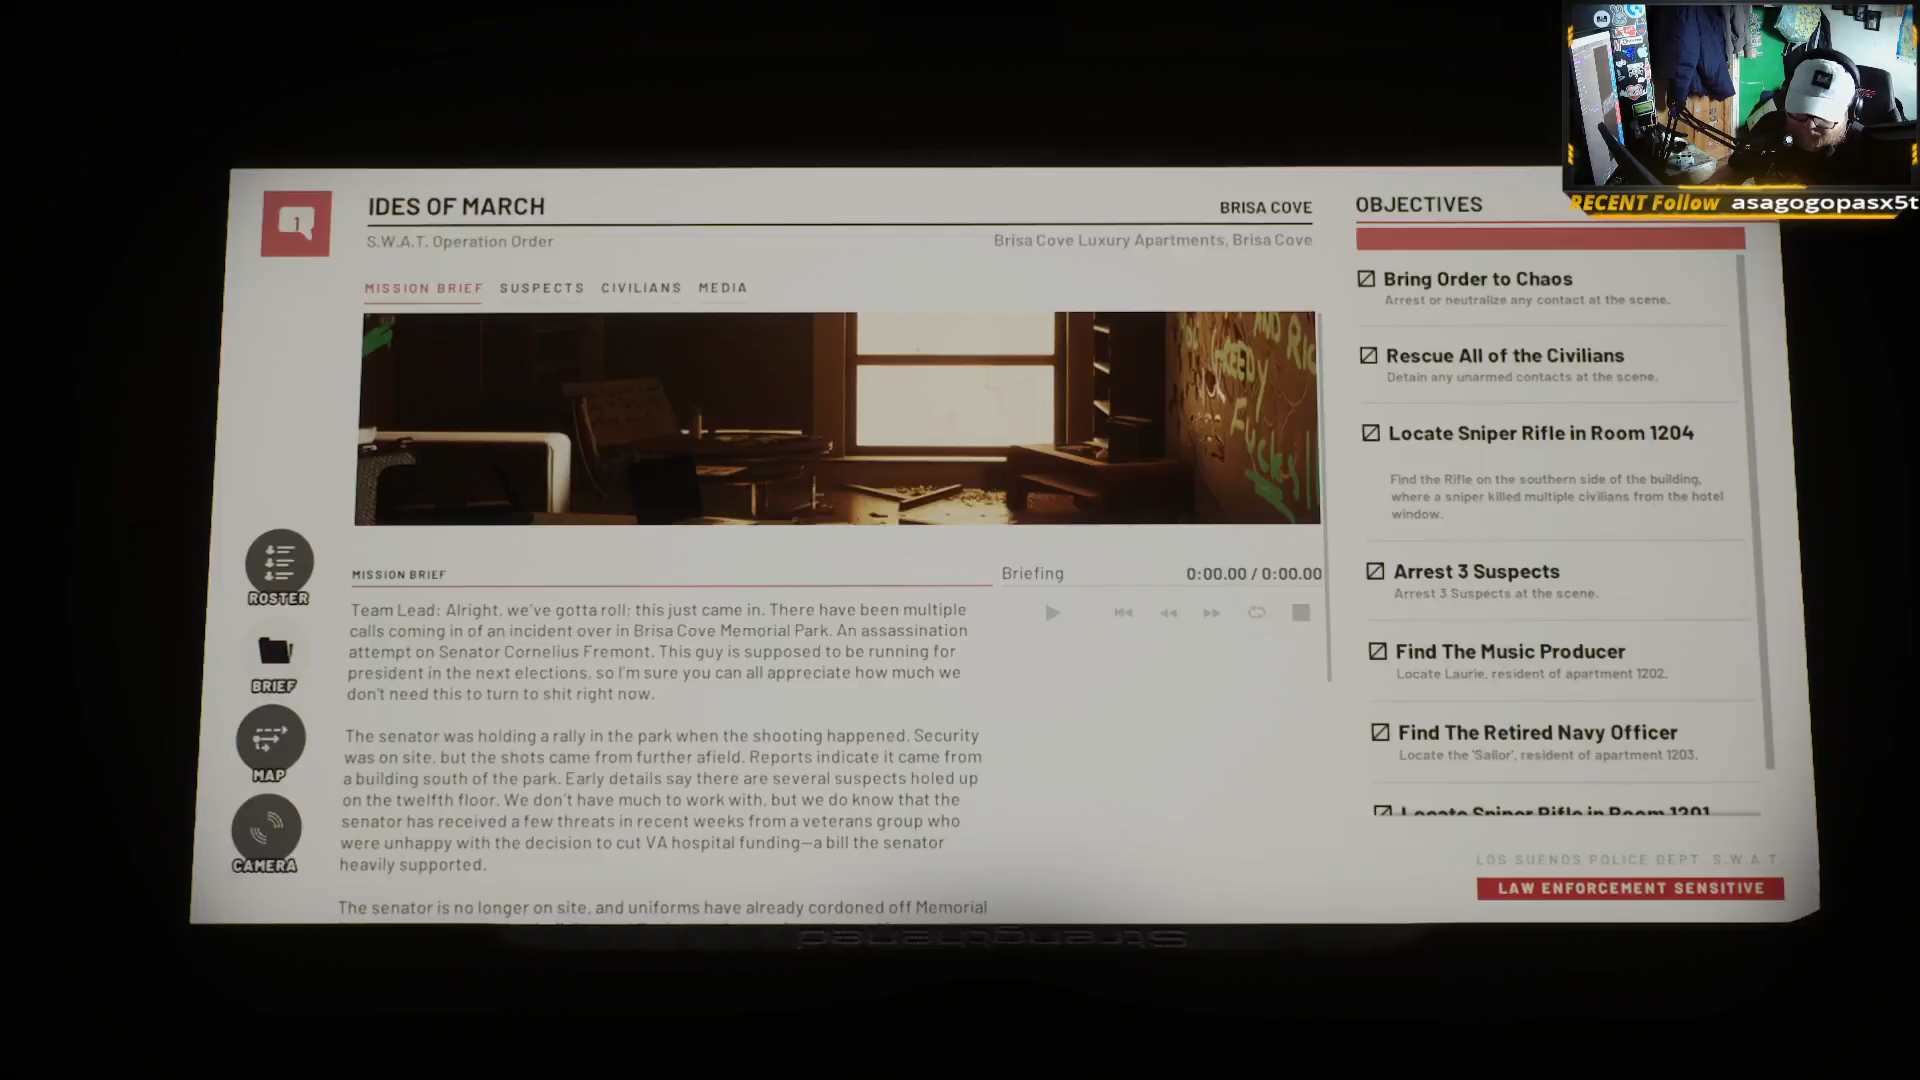 RECENT Follow asagogopasx5t
1
IDES OF MARCH
BRISA COVE
S.W.A.T. Operation Order
Brisa Cove Luxury Apartments, Brisa Cove
MISSION BRIEF
SUSPECTS
CIVILIANS
MEDIA
GREEDY
MISSION BRIEF
Team Lead: Alright, we've gotta roll; this just came in. There have been multiple
calls coming in of an incident over in Brisa Cove Memorial Park. An assassination
attempt on Senator Cornelius Fremont. This guy is supposed to be running for
president in the next elections, so I'm sure you can all appreciate how much we
don't need this to turn to shit right now.
The senator was holding a rally in the park when the shooting happened. Security
was on site, but the shots came from further afield. Reports indicate it came from
a building south of the park. Early details say there are several suspects holed up
on the twelfth floor. We don't have much to work with, but we do know that the
senator has received a few threats in recent weeks from a veterans group who
were unhappy with the decision to cut VA hospital funding—a bill the senator
heavily supported.
The senator is no longer on site, and uniforms have already cordoned off Memorial
Briefing
0:00.00 / 0:00.00
ROSTER
BRIEF
MAP
CAMERA
OBJECTIVES
Bring Order to Chaos
Arrest or neutralize any contact at the scene.
Rescue All of the Civilians
Detain any unarmed contacts at the scene.
Locate Sniper Rifle in Room 1204
Find the Rifle on the southern side of the building,
where a sniper killed multiple civilians from the hotel
window.
Arrest 3 Suspects
Arrest 3 Suspects at the scene.
Find The Music Producer
Locate Laurie, resident of apartment 1202.
Find The Retired Navy Officer
Locate the 'Sailor', resident of apartment 1203.
Locate Sniper Rifle in Room 1201
LOS SUENOS POLICE DEPT. S.W.A.T.
LAW ENFORCEMENT SENSITIVE